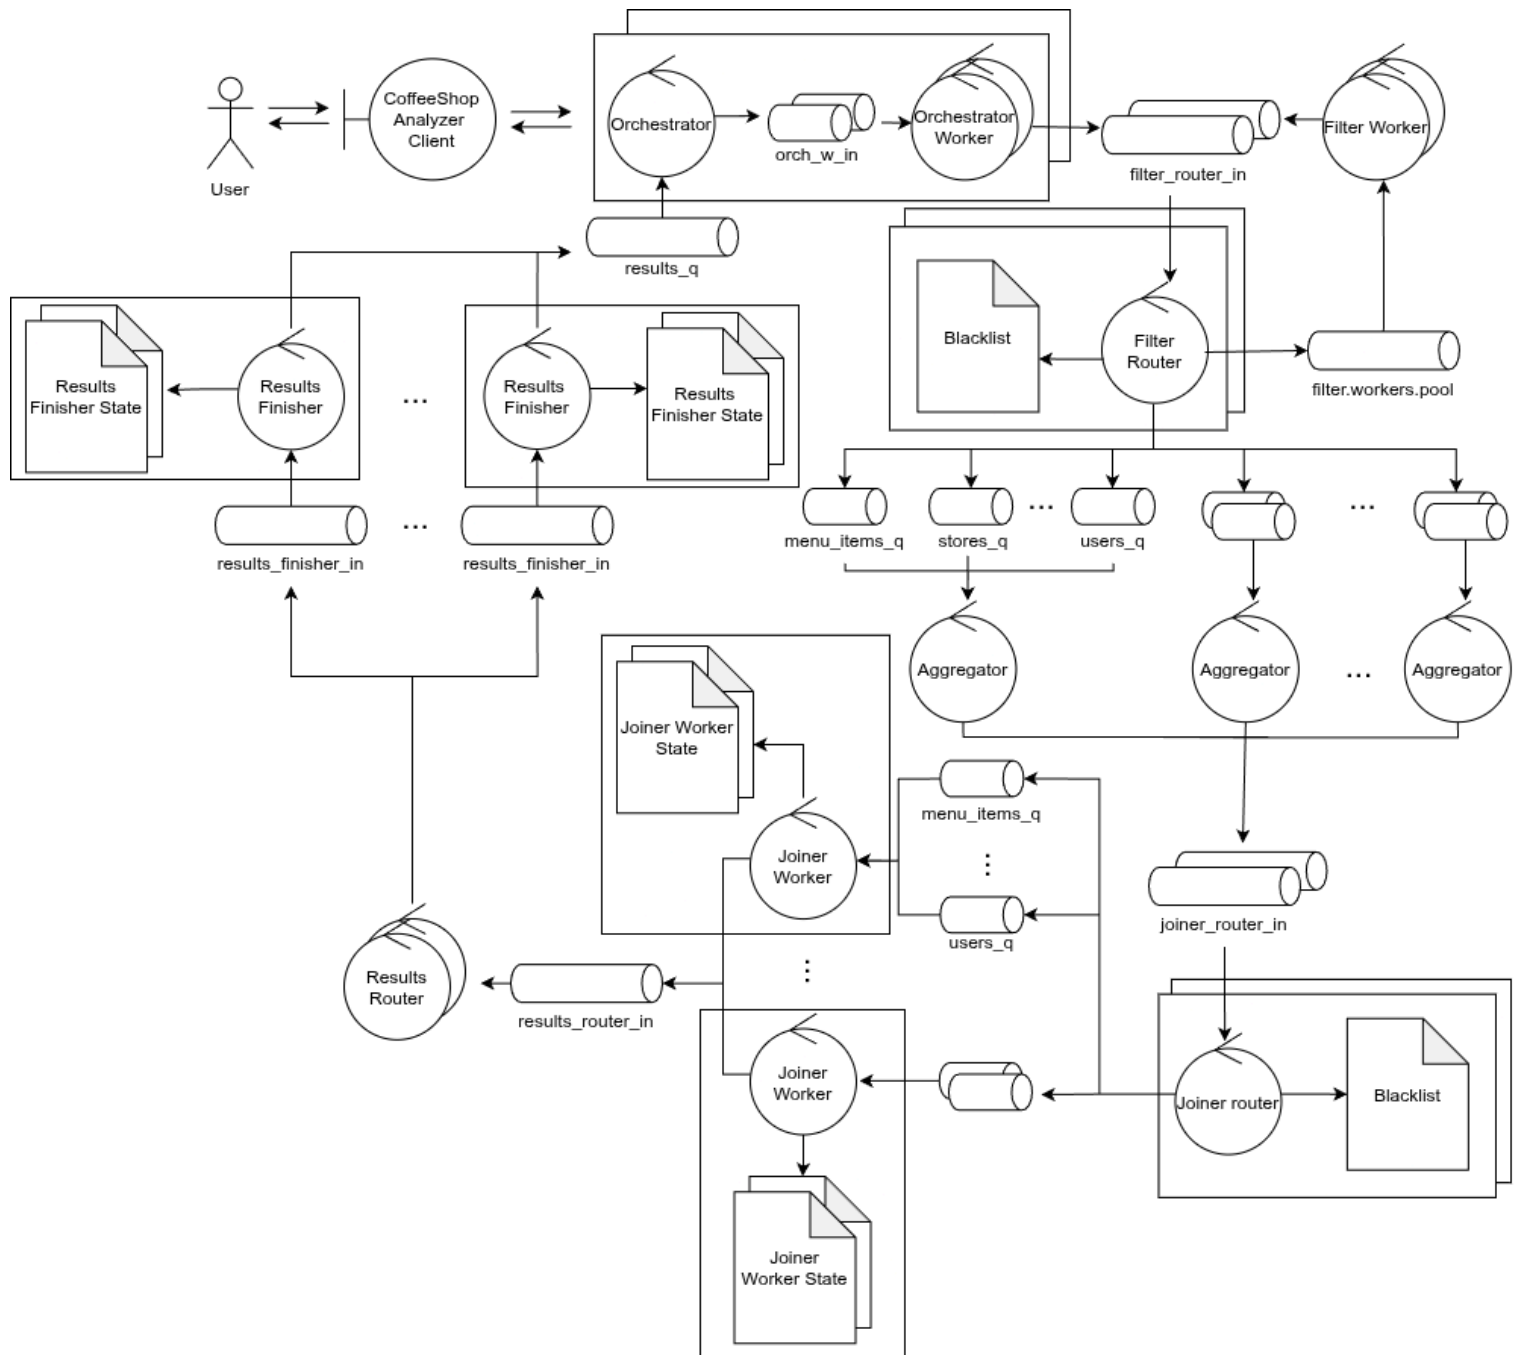 CoffeeShop
Analyzer
Client
User
Orchestrator
orch_w_in
Orchestrator
Worker
filter_router_in
Filter Worker
results_q
Blacklist
Filter
Router
filter.workers.pool
Results
Finisher State
Results
Finisher
...
Results
Finisher
Results
Finisher State
results_finisher_in
...
results_finisher_in
menu_items_q
stores_q
...
users_q
...
Aggregator
Aggregator
...
Aggregator
Joiner Worker
State
Joiner
Worker
menu_items_q
...
users_q
joiner_router_in
Results
Router
results_router_in
...
Joiner
Worker
Joiner router
Blacklist
Joiner
Worker State